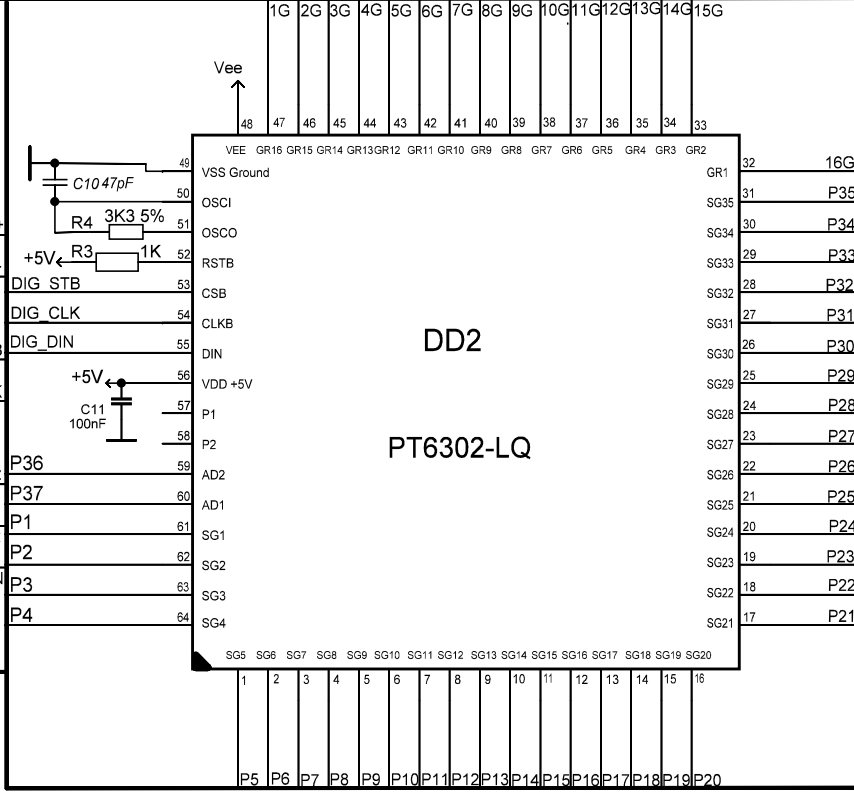 1G 2G 3G 4G 5G 6G 7G 8G 9G 10G 11G 12G 13G 14G 15G
Vee
48 47 46 45 44 43 42 41 40 39 38 37 36 35 34 33
VEE GR16 GR15 GR14 GR13 GR12 GR11 GR10 GR9 GR8 GR7 GR6 GR5 GR4 GR3 GR2
49 VSS Ground GR1 32 16G
C10 47pF 50 OSCI SG35 31 P35
R4 3K3 5% 51 OSCO SG34 30 P34
+5V R3 1K 52 RSTB SG33 29 P33
DIG_STB 53 CSB SG32 28 P32
DIG_CLK 54 CLKB SG31 27 P31
DIG_DIN 55 DIN SG30 26 P30
DD2
+5V 56 VDD +5V SG29 25 P29
C11 57 P1 SG28 24 P28
100nF
58 P2 SG27 23 P27
PT6302-LQ
P36 59 AD2 SG26 22 P26
P37 60 AD1 SG25 21 P25
P1 61 SG1 SG24 20 P24
P2 62 SG2 SG23 19 P23
P3 63 SG3 SG22 18 P22
P4 64 SG4 SG21 17 P21
SG5 SG6 SG7 SG8 SG9 SG10 SG11 SG12 SG13 SG14 SG15 SG16 SG17 SG18 SG19 SG20
1 2 3 4 5 6 7 8 9 10 11 12 13 14 15 16
P5 P6 P7 P8 P9 P10 P11 P12 P13 P14 P15 P16 P17 P18 P19 P20